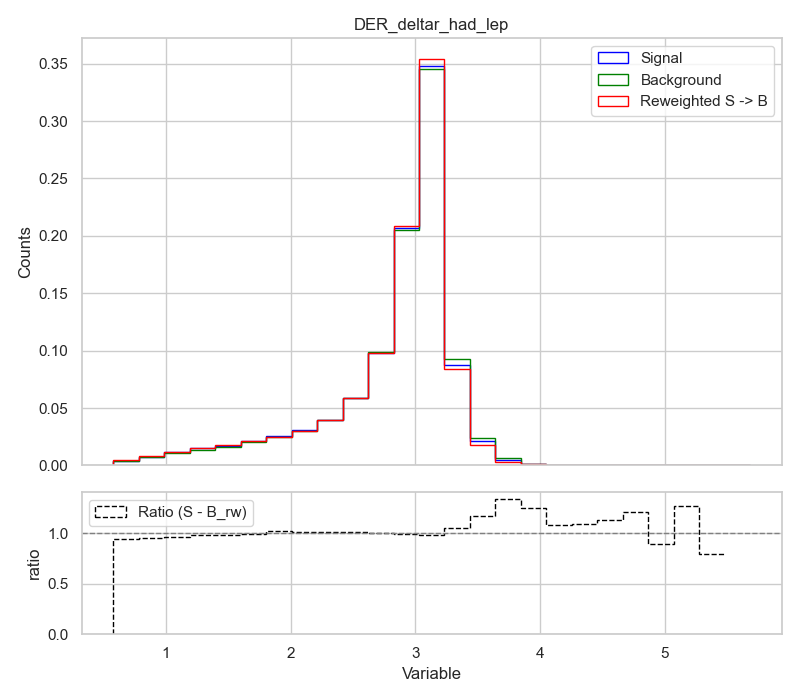 DER_deltar_had_lep
Signal
Background
Reweighted S -> B
0.35
0.30
0.25
0.20
0.15
0.10
0.05
0.00
Counts
Ratio (S - B_rw)
1.0
0.5
0.0
ratio
1 2 3 4 5
Variable